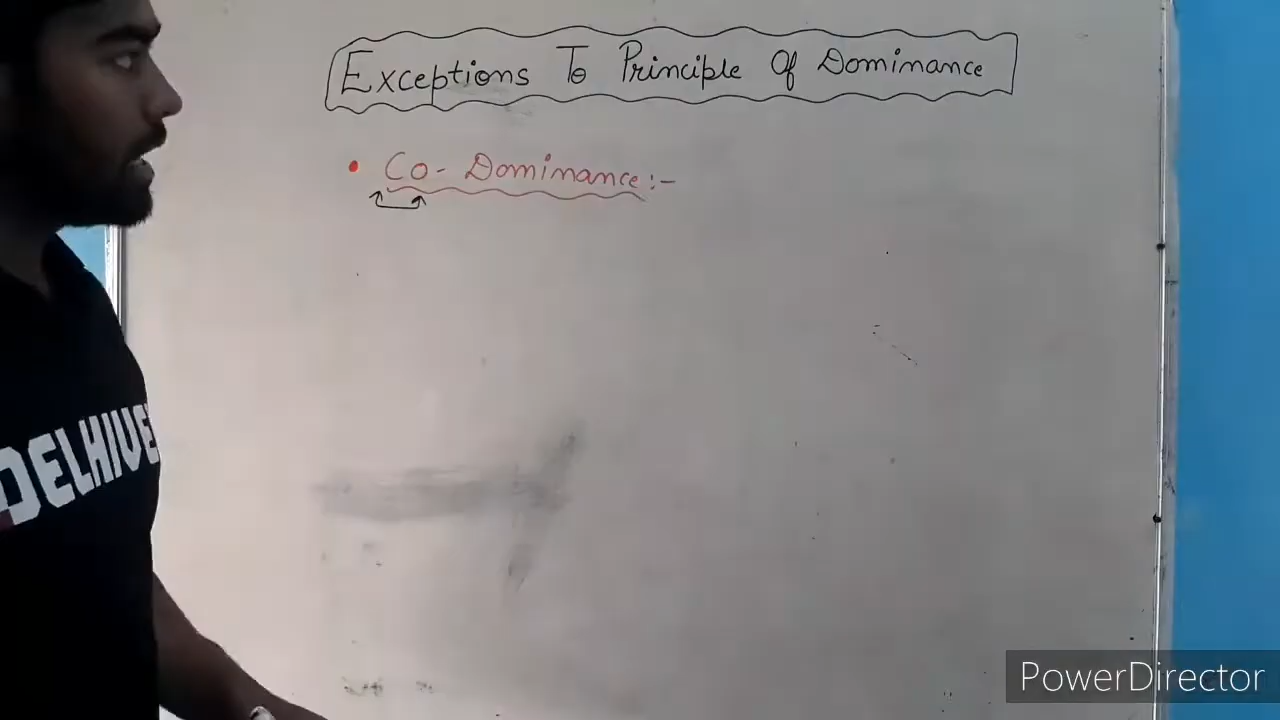 Exceptions To Principle Of Dominance
• Co-Dominance:-
DELHIVE
PowerDirector